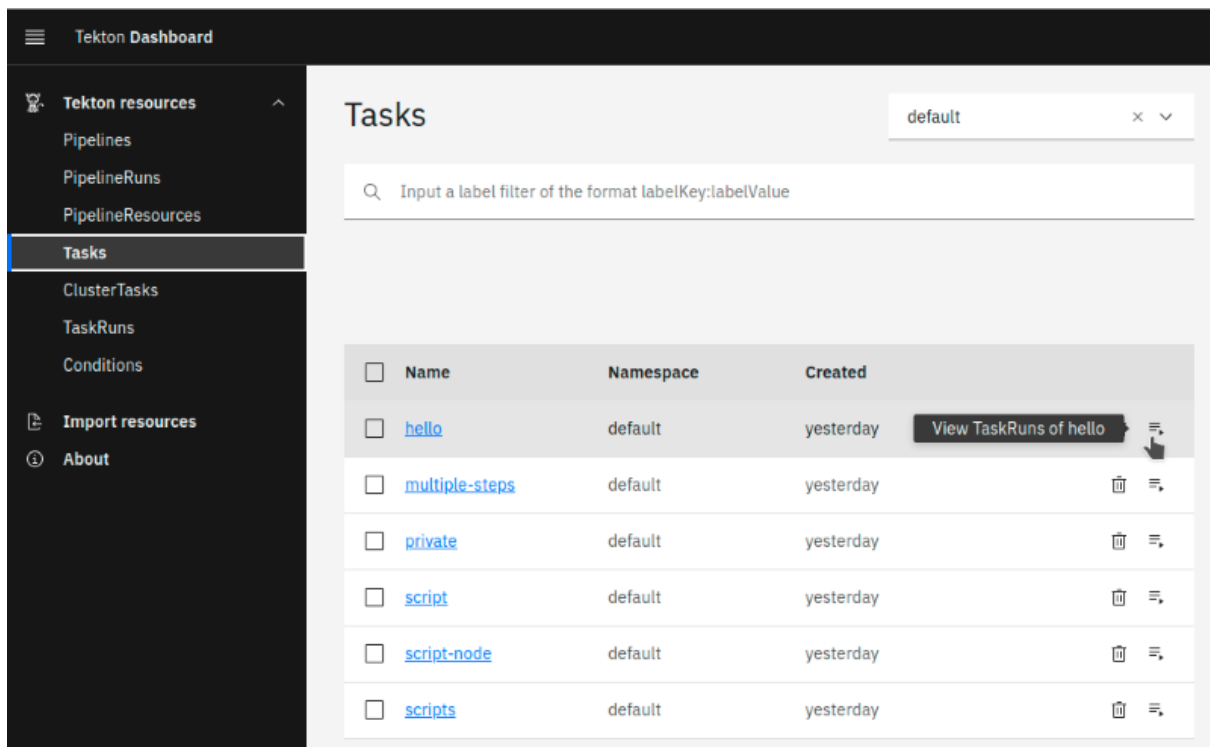 Tekton Dashboard
Tekton resources
Pipelines
PipelineRuns
PipelineResources
Tasks
ClusterTasks
TaskRuns
Conditions
Import resources
About
Tasks
default
Input a label filter of the format labelKey:labelValue
Name Namespace Created
hello default yesterday View TaskRuns of hello
multiple-steps default yesterday
private default yesterday
script default yesterday
script-node default yesterday
scripts default yesterday